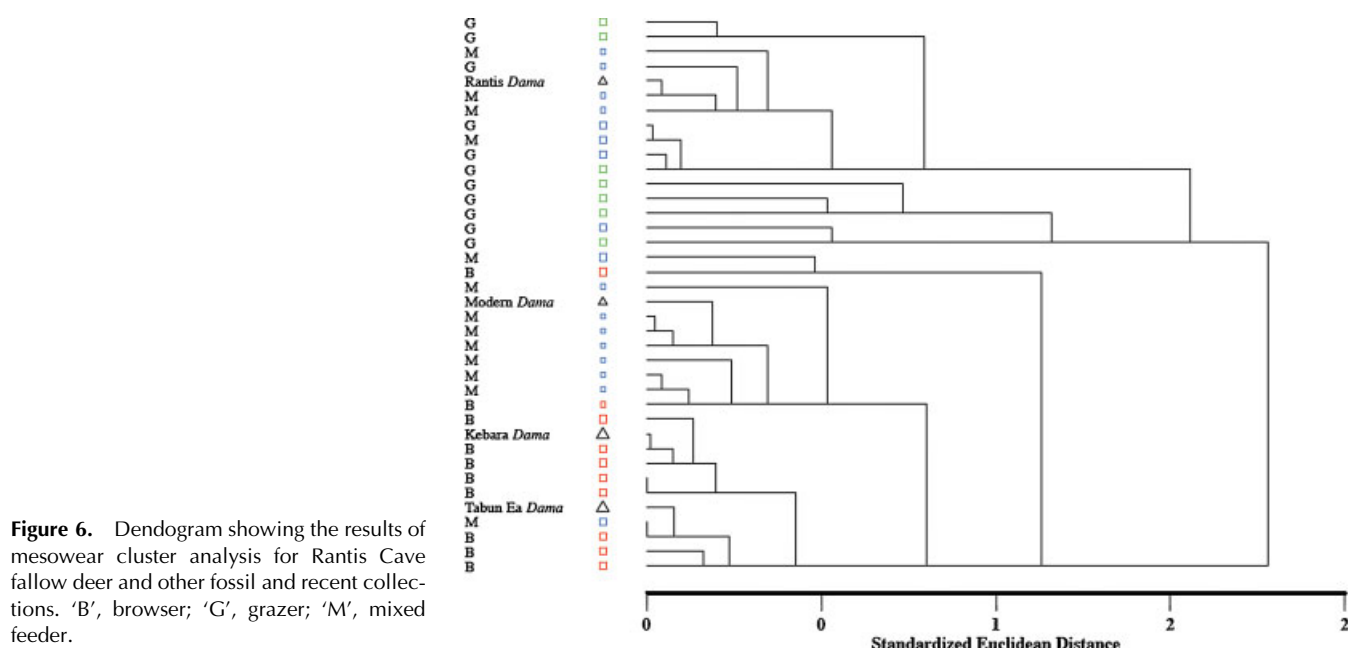 G
G
M
G
Rantis Dama
M
M
G
M
G
G
G
G
G
G
G
M
B
M
Modern Dama
M
M
M
M
M
M
B
B
Kebara Dama
B
B
B
B
Tabun Ea Dama
M
B
B
B
0 0 1 2 2
Standardized Euclidean Distance
Figure 6. Dendogram showing the results of
mesowear cluster analysis for Rantis Cave
fallow deer and other fossil and recent collec-
tions. ‘B’, browser; ‘G’, grazer; ‘M’, mixed
feeder.